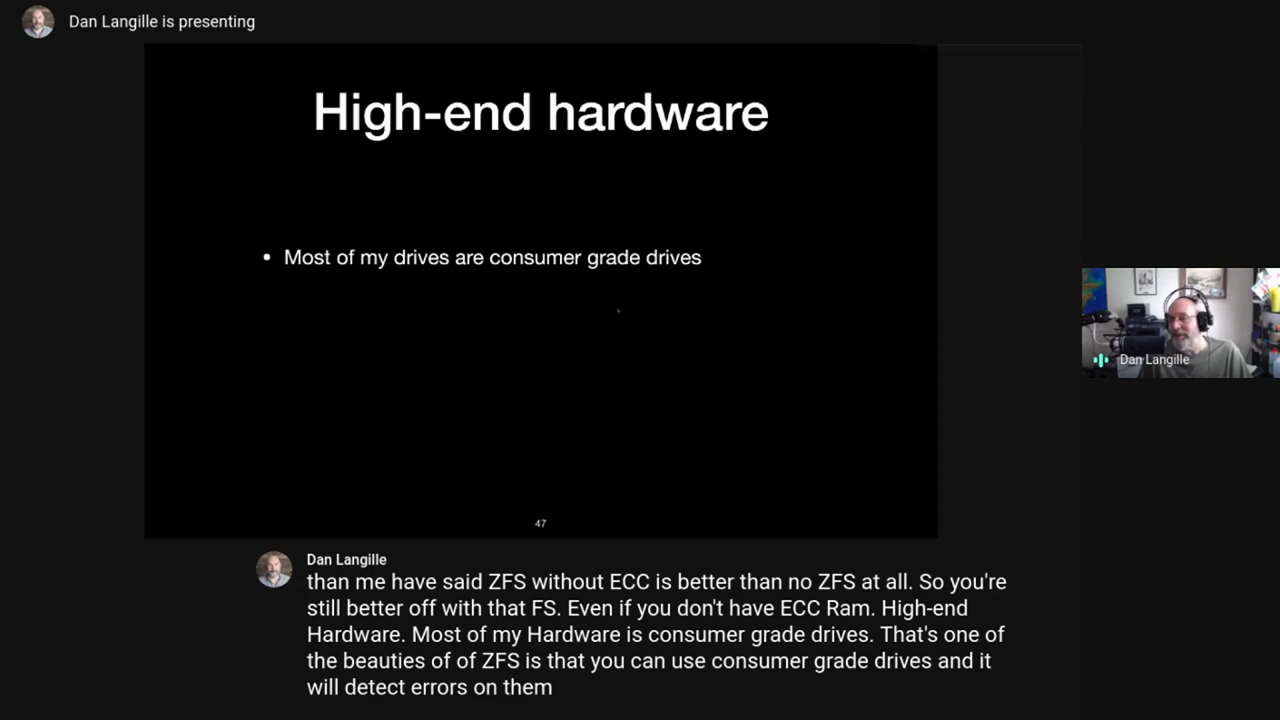 Dan Langille is presenting
High-end hardware
• Most of my drives are consumer grade drives
47
Dan Langille
Dan Langille
than me have said ZFS without ECC is better than no ZFS at all. So you're
still better off with that FS. Even if you don't have ECC Ram. High-end
Hardware. Most of my Hardware is consumer grade drives. That's one of
the beauties of of ZFS is that you can use consumer grade drives and it
will detect errors on them